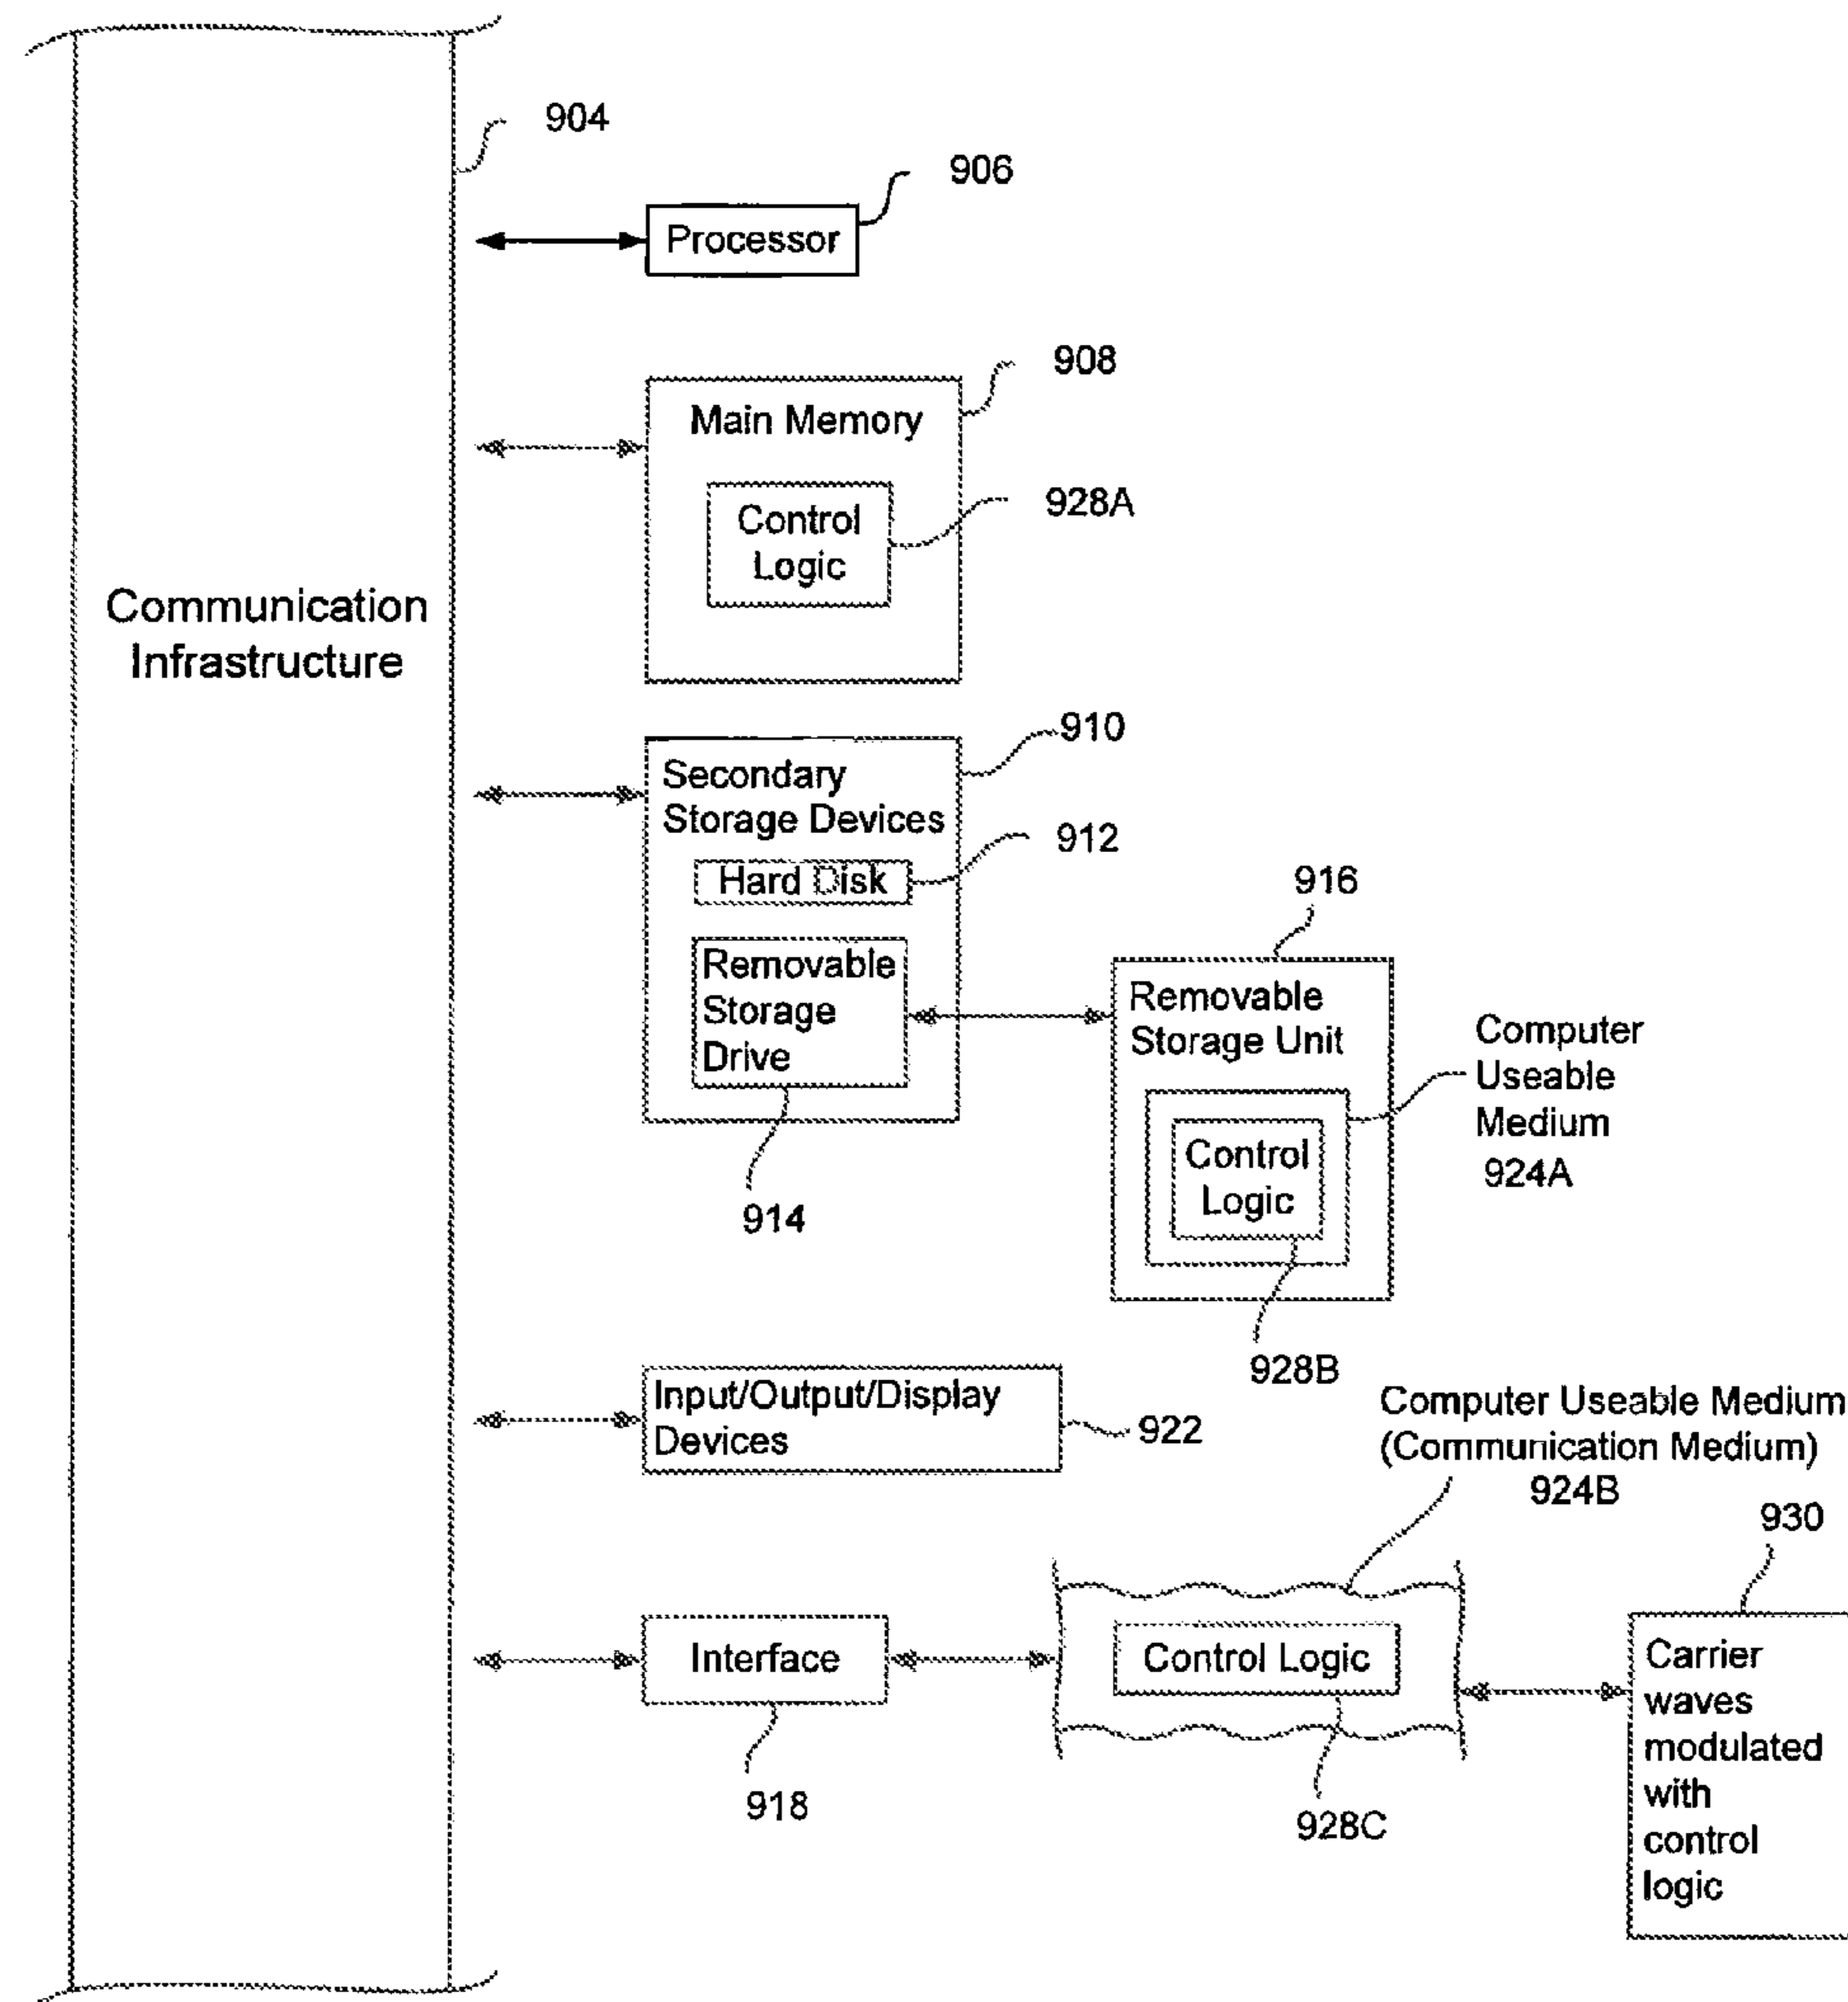 904
906
Processor
908
Main Memory
928A
Control
Logic
Communication
Infrastructure
910
Secondary
Storage Devices
912
Hard Disk
916
Removable
Storage
Drive
Removable
Storage Unit
Computer
Useable
Medium
924A
Control
Logic
914
928B
Input/Output/Display
Devices
922
Computer Useable Medium
(Communication Medium)
924B
930
Interface
Control Logic
Carrier
waves
modulated
with
control
logic
918
928C